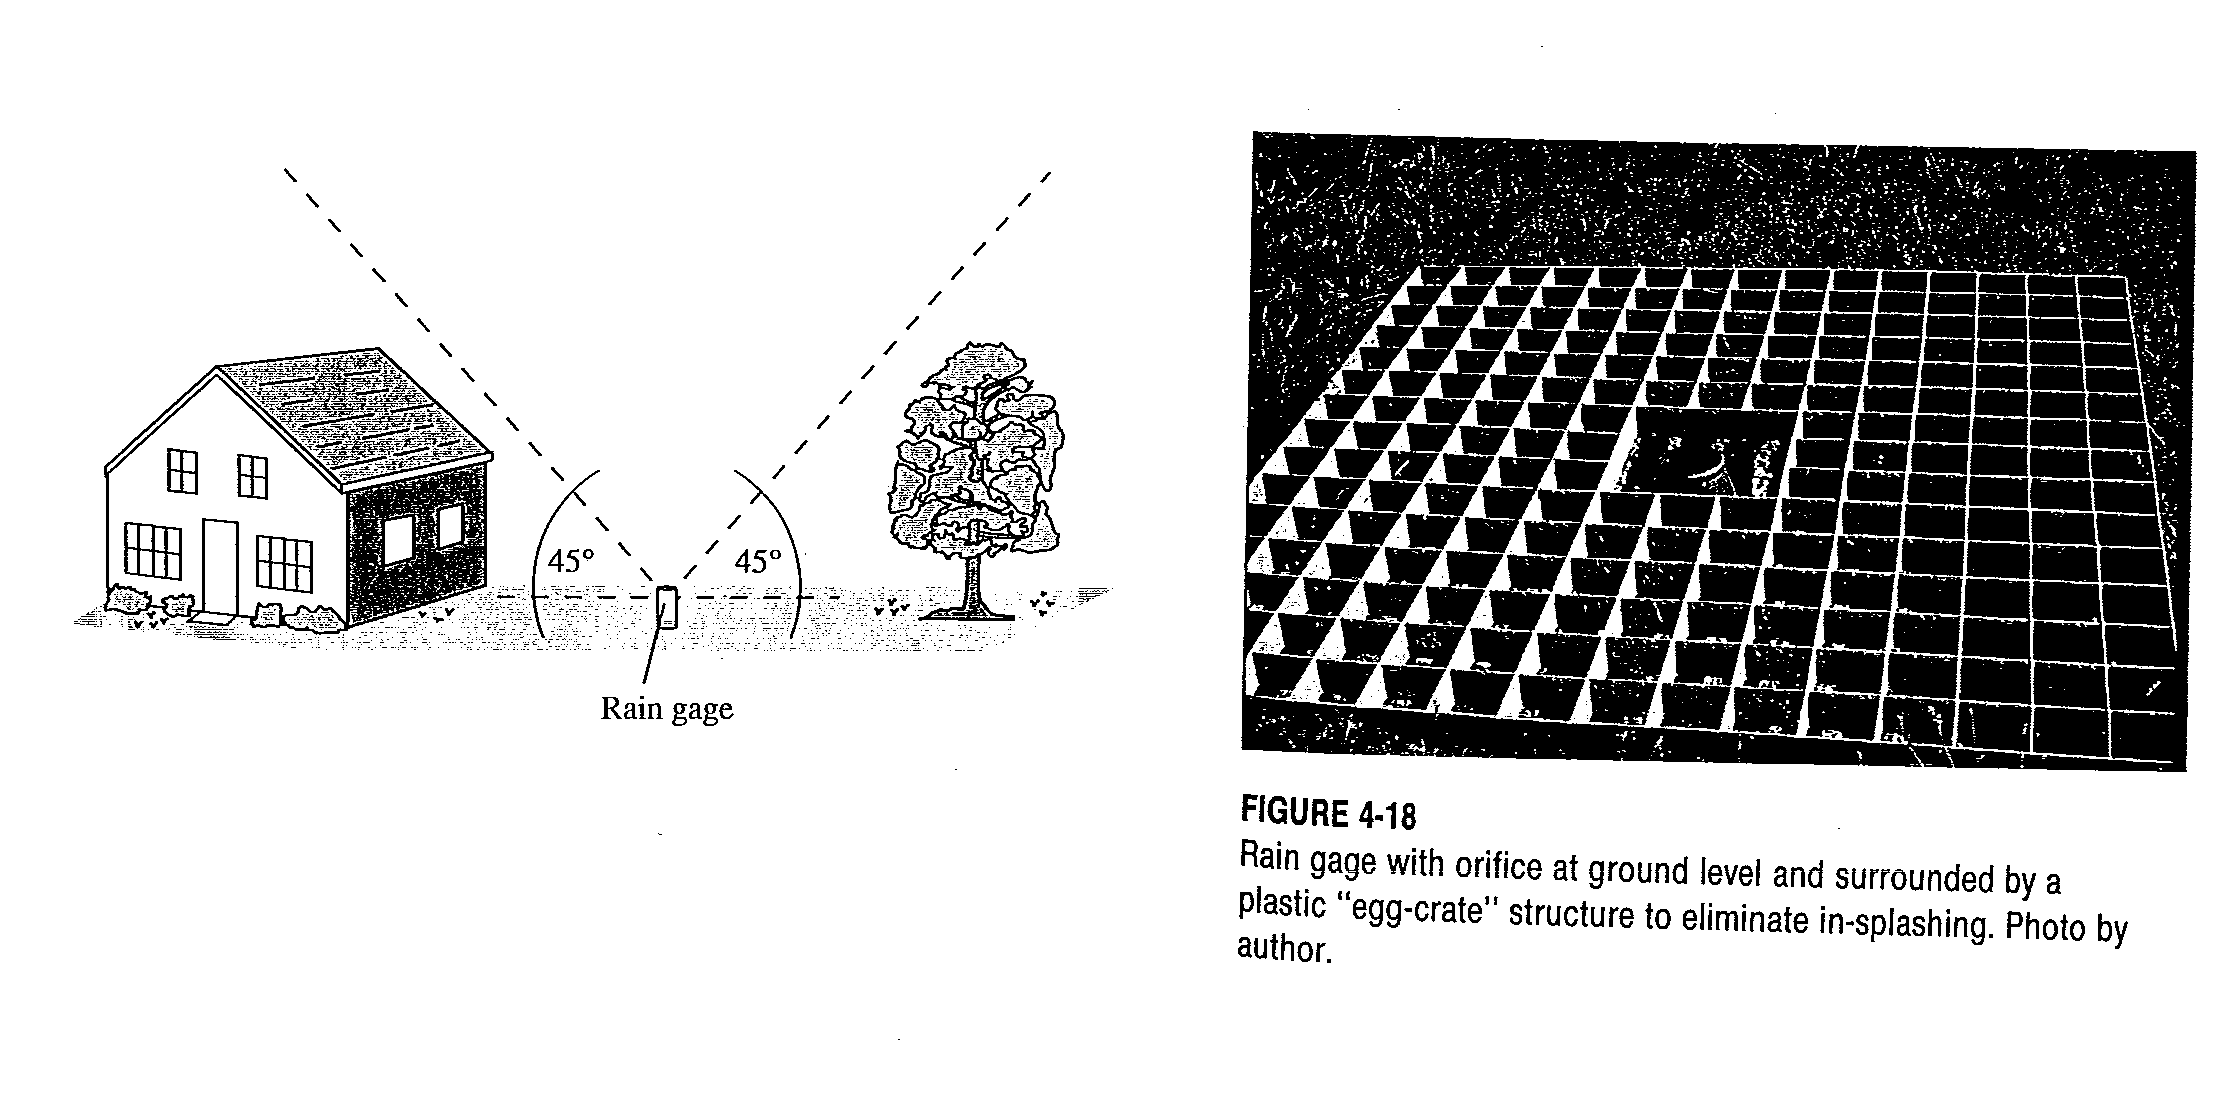 45°
45°
Rain gage
FIGURE 4-18
Rain gage with orifice at ground level and surrounded by a
plastic "egg-crate" structure to eliminate in-splashing. Photo by
author.